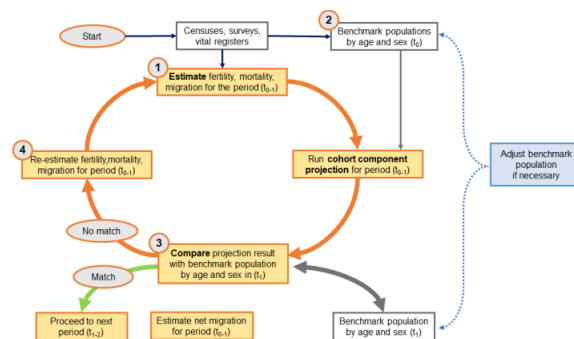 Start
Censuses, surveys,
vital registers
2
Benchmark populations
by age and sex (t0)
1
Estimate fertility, mortality,
migration for the period (t0-1)
4
Re-estimate fertility,mortality,
migration for period (t0-1)
Run cohort component
projection for period (t0-1)
Adjust benchmark
population
if necessary
No match
3
Compare projection result
with benchmark population
by age and sex in (t1)
Match
Proceed to next
period (t1-2)
Estimate net migration
for period (t0-1)
Benchmark population
by age and sex (t1)